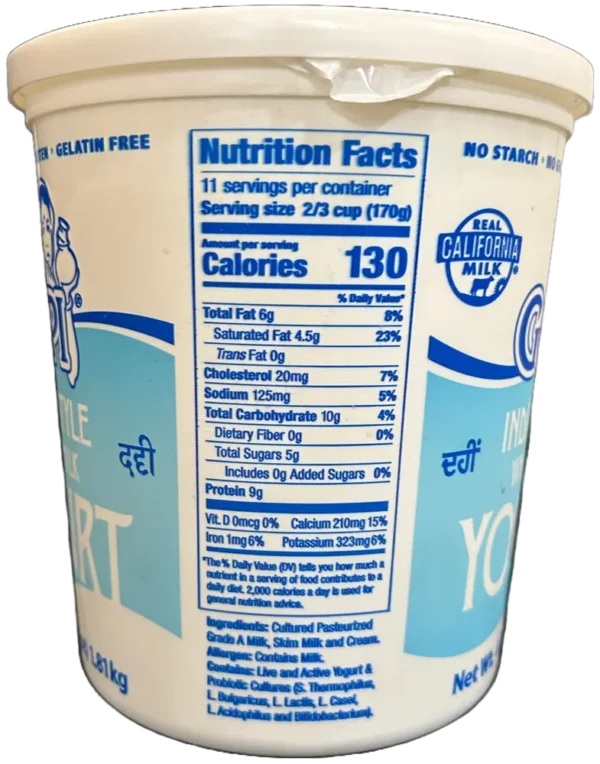 GELATIN FREE
दही
1.81kg
Nutrition Facts
11 servings per container
Serving size 2/3 cup (170g)
Amount per serving
Calories 130
% Daily Value*
Total Fat 6g 8%
Saturated Fat 4.5g 23%
Trans Fat 0g
Cholesterol 20mg 7%
Sodium 125mg 5%
Total Carbohydrate 10g 4%
Dietary Fiber 0g 0%
Total Sugars 5g
Includes 0g Added Sugars 0%
Protein 9g
Vit. D 0mcg 0% Calcium 210mg 15%
Iron 1mg 6% Potassium 323mg 6%
*The % Daily Value (DV) tells you how much a
nutrient in a serving of food contributes to a
daily diet. 2,000 calories a day is used for
general nutrition advice.
Ingredients: Cultured Pasteurized
Grade A Milk, Skim Milk and Cream.
Allergen: Contains Milk.
Contains: Live and Active Yogurt &
Probiotic Cultures (S. Thermophilus,
L. Bulgaricus, L. Lactis, L. Casei,
L. Acidophilus and Bifidobacterium).
NO STARCH
REAL
CALIFORNIA
MILK
ਦਹੀਂ
Net Wt.